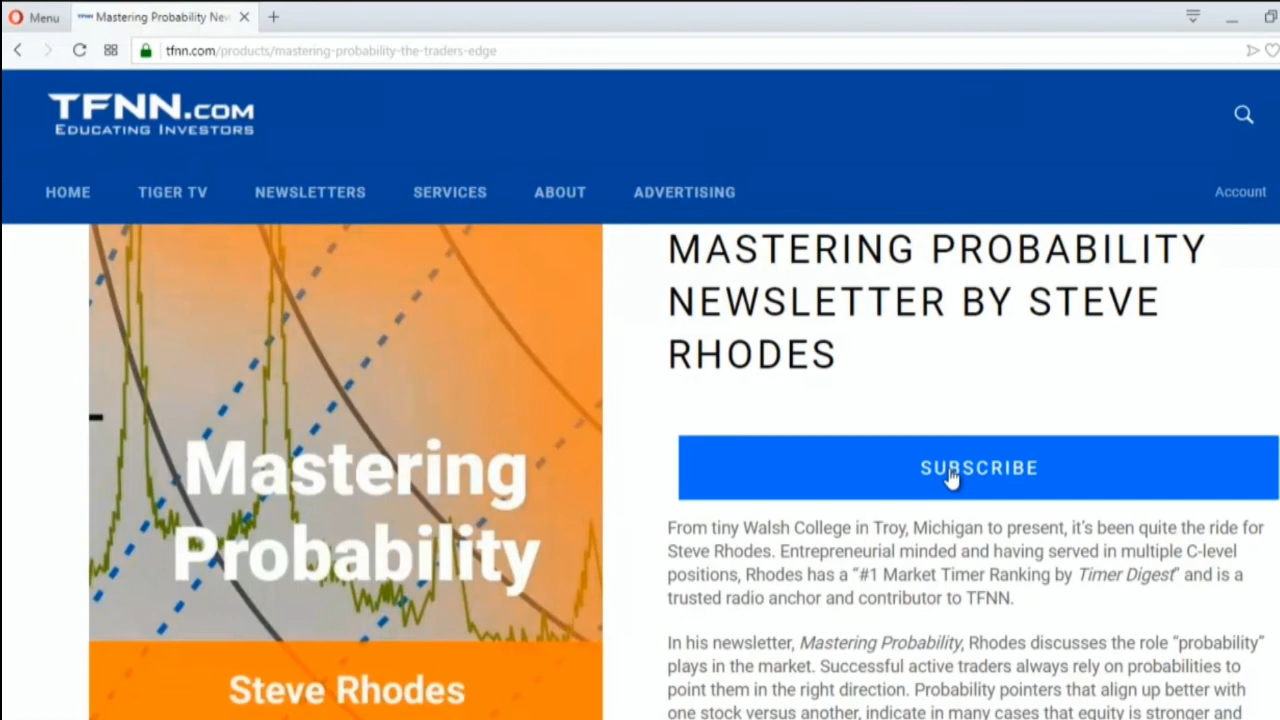 Menu
Mastering Probability New
tfnn.com/products/mastering-probability-the-traders-edge
TFNN.COM
EDUCATING INVESTORS
HOME TIGER TV NEWSLETTERS SERVICES ABOUT ADVERTISING Account
Mastering
Probability
Steve Rhodes
MASTERING PROBABILITY
NEWSLETTER BY STEVE
RHODES
SUBSCRIBE
From tiny Walsh College in Troy, Michigan to present, it's been quite the ride for
Steve Rhodes. Entrepreneurial minded and having served in multiple C-level
positions, Rhodes has a “#1 Market Timer Ranking by Timer Digest” and is a
trusted radio anchor and contributor to TFNN.
In his newsletter, Mastering Probability, Rhodes discusses the role “probability”
plays in the market. Successful active traders always rely on probabilities to
point them in the right direction. Probability pointers that align up better with
one stock versus another, indicate in many cases that equity is stronger and